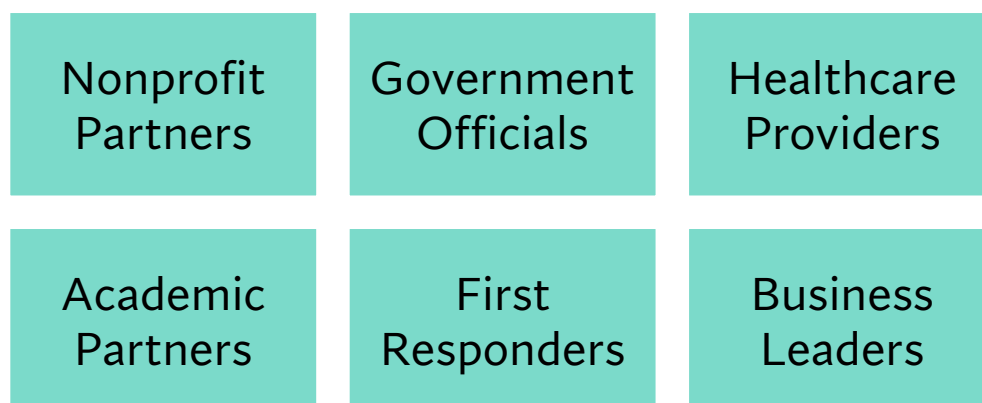 Nonprofit
Partners
Government
Officials
Healthcare
Providers
Academic
Partners
First
Responders
Business
Leaders